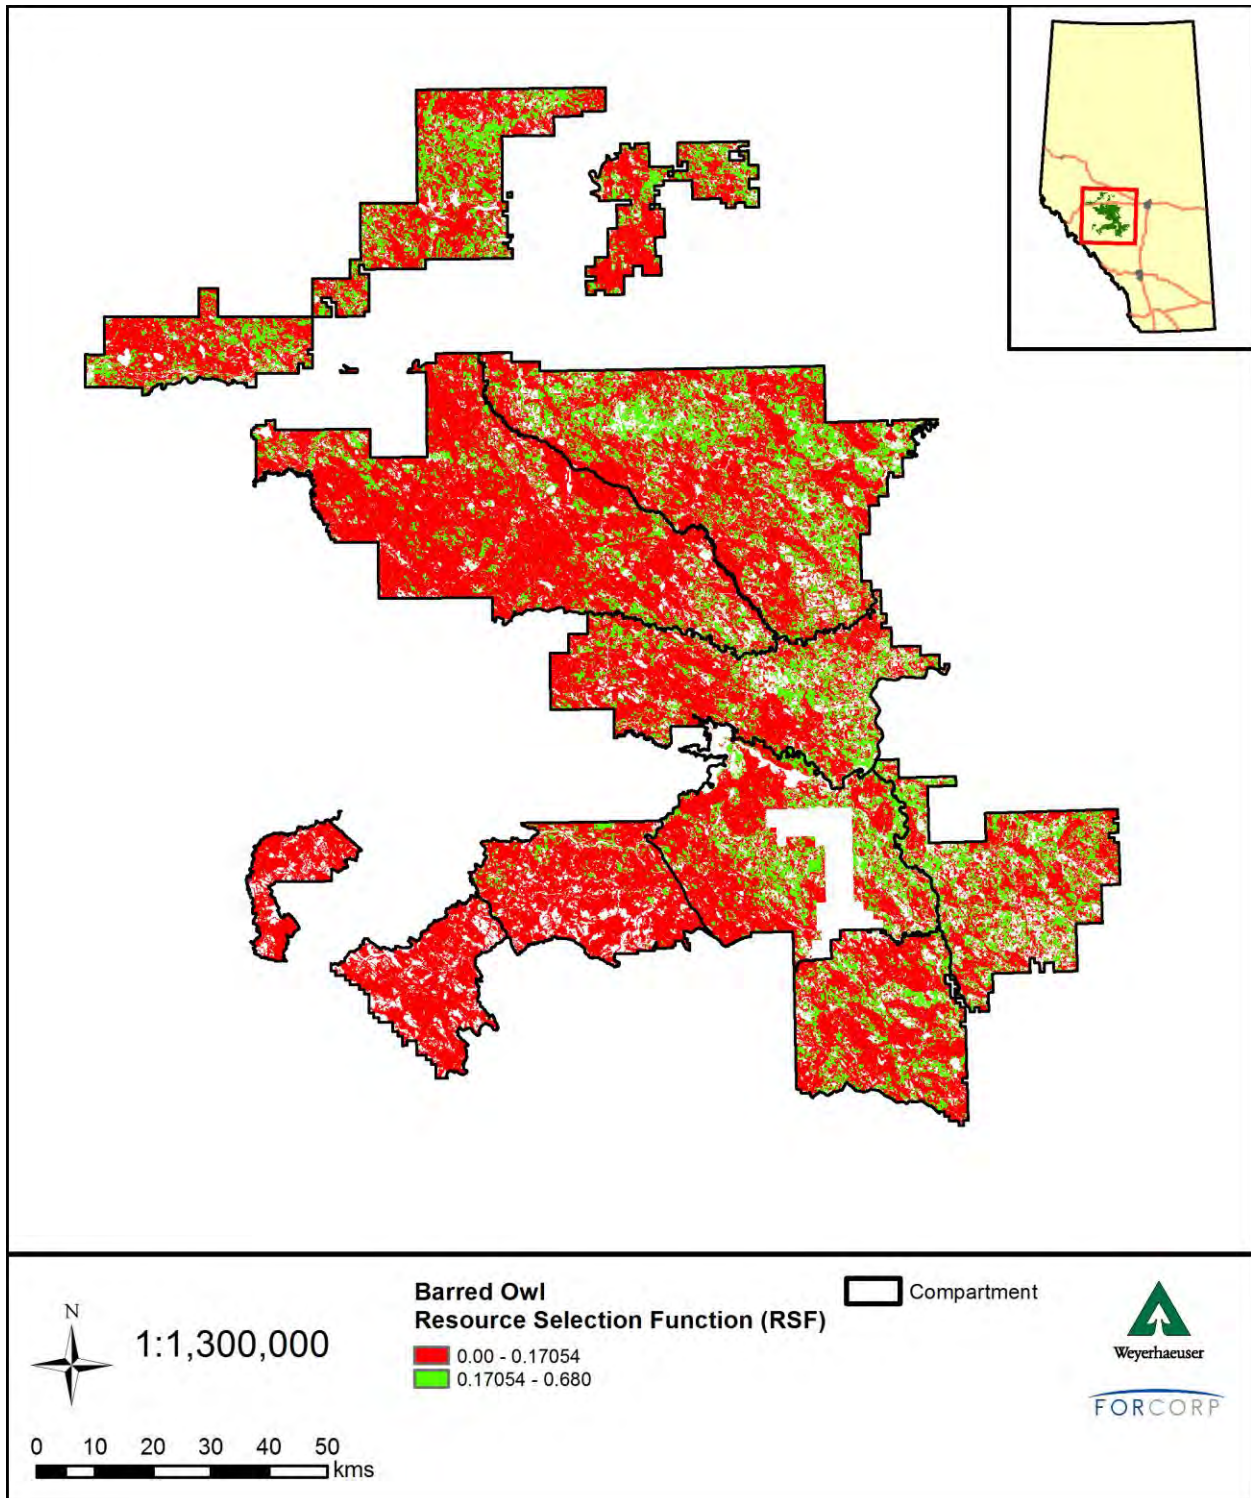 N
1:1,300,000
0 10 20 30 40 50
kms
Barred Owl
Resource Selection Function (RSF)
0.00 - 0.17054
0.17054 - 0.680
Compartment
Weyerhaeuser
FORCORP